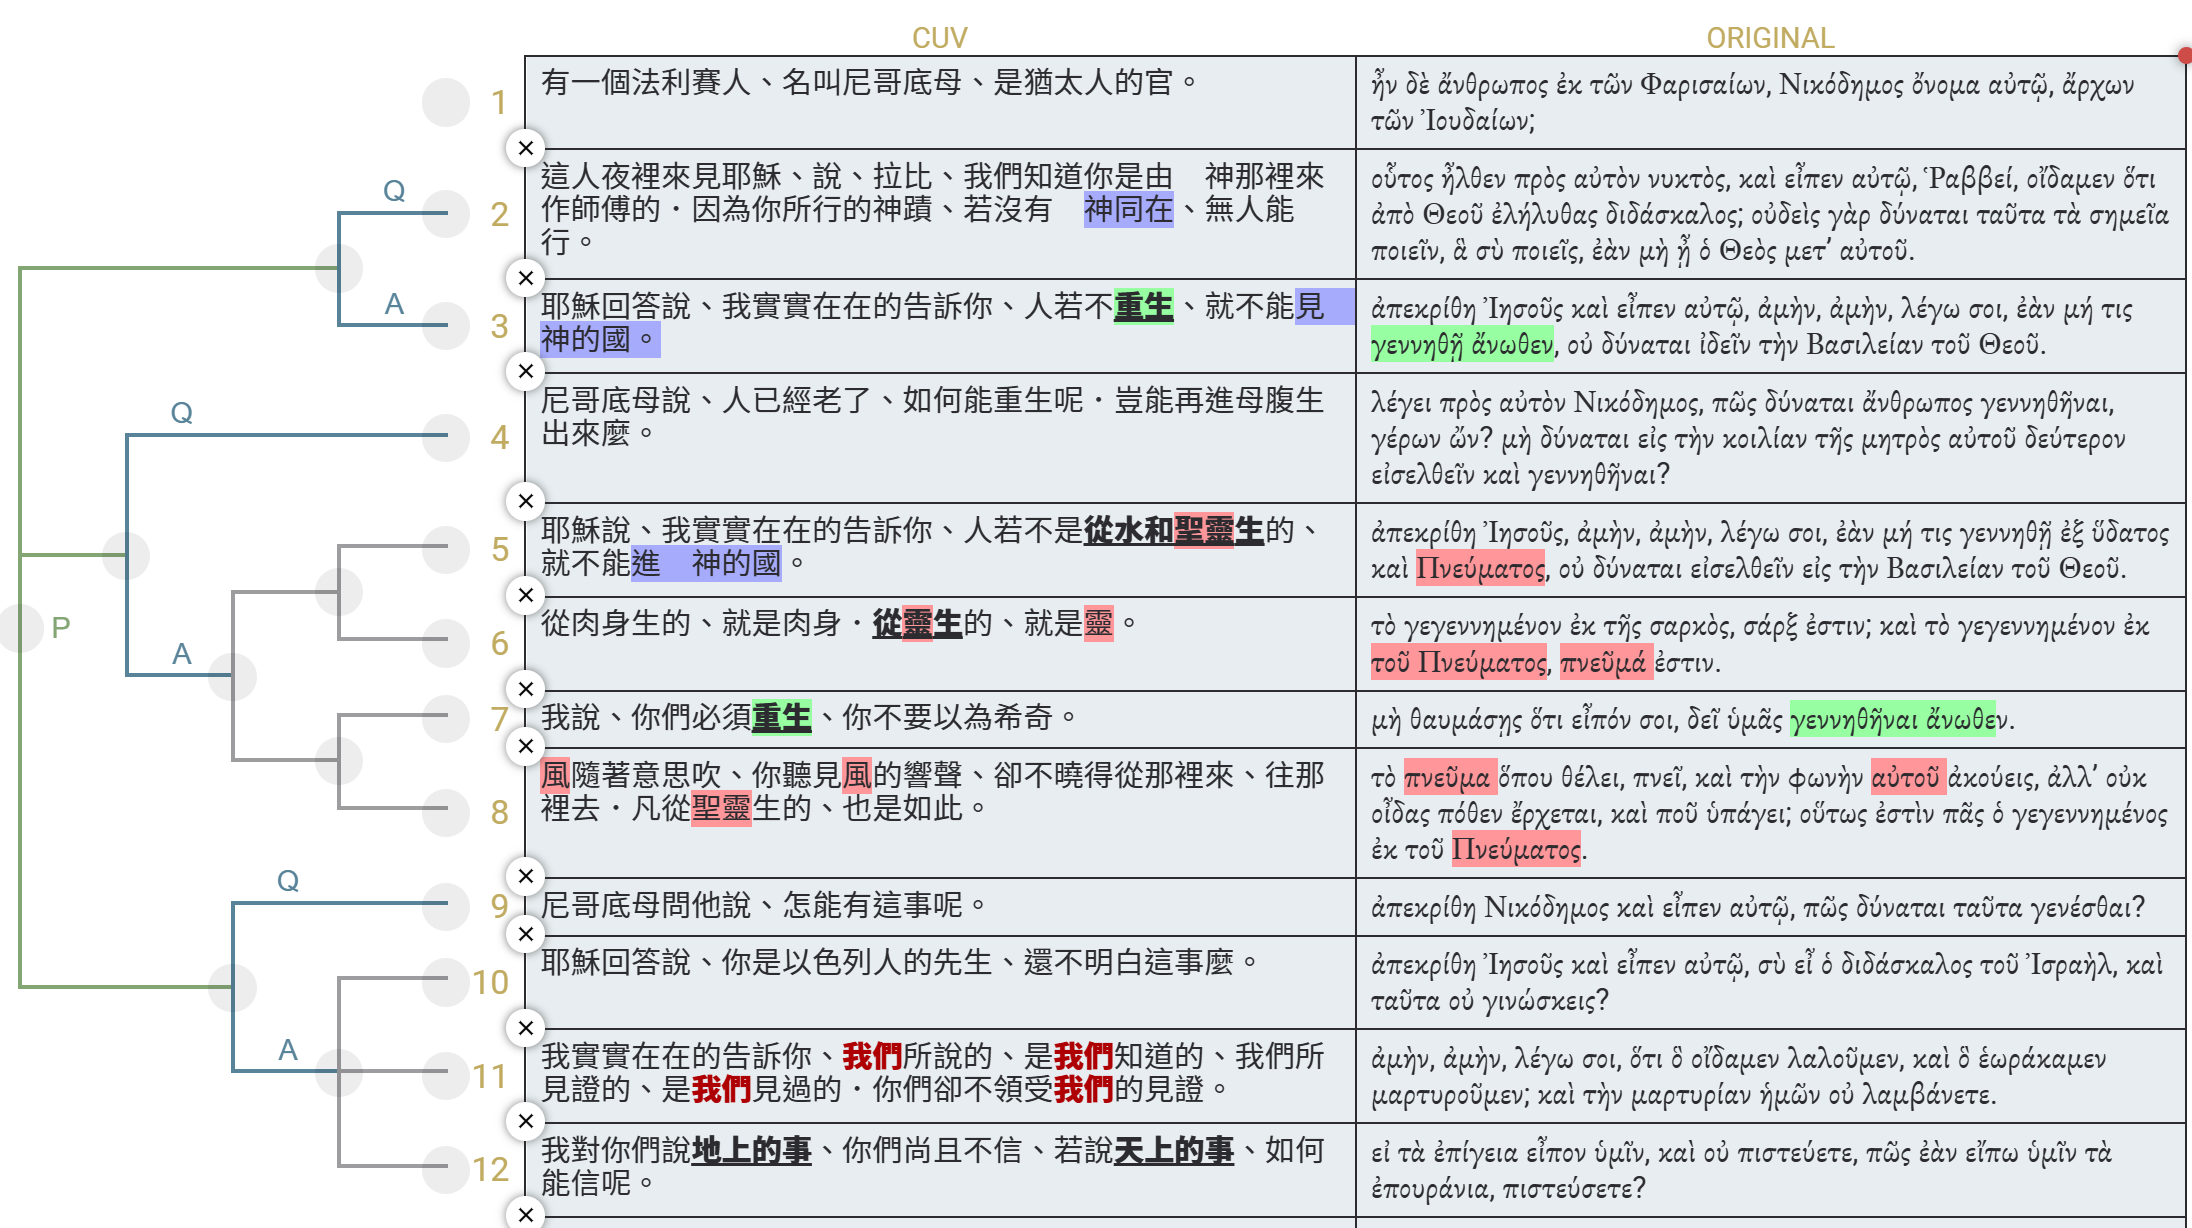 CUV
ORIGINAL
1
有一個法利賽人、名叫尼哥底母、是猶太人的官。
ἦν δὲ ἄνθρωπος ἐκ τῶν Φαρισαίων, Νικόδημος ὄνομα αὐτῷ, ἄρχων
τῶν Ἰουδαίων;
Q
2
這人夜裡來見耶穌、說、拉比、我們知道你是由　神那裡來
作師傅的．因為你所行的神蹟、若沒有　神同在、無人能
行。
οὗτος ἦλθεν πρὸς αὐτὸν νυκτὸς, καὶ εἶπεν αὐτῷ, Ῥαββεί, οἴδαμεν ὅτι
ἀπὸ Θεοῦ ἐλήλυθας διδάσκαλος; οὐδεὶς γὰρ δύναται ταῦτα τὰ σημεῖα
ποιεῖν, ἃ σὺ ποιεῖς, ἐὰν μὴ ᾖ ὁ Θεὸς μετ’ αὐτοῦ.
A
3
耶穌回答說、我實實在在的告訴你、人若不重生、就不能見
神的國。
ἀπεκρίθη Ἰησοῦς καὶ εἶπεν αὐτῷ, ἀμὴν, ἀμὴν, λέγω σοι, ἐὰν μή τις
γεννηθῇ ἄνωθεν, οὐ δύναται ἰδεῖν τὴν Βασιλείαν τοῦ Θεοῦ.
Q
4
尼哥底母說、人已經老了、如何能重生呢．豈能再進母腹生
出來麼。
λέγει πρὸς αὐτὸν Νικόδημος, πῶς δύναται ἄνθρωπος γεννηθῆναι,
γέρων ὤν? μὴ δύναται εἰς τὴν κοιλίαν τῆς μητρὸς αὐτοῦ δεύτερον
εἰσελθεῖν καὶ γεννηθῆναι?
5
耶穌說、我實實在在的告訴你、人若不是從水和聖靈生的、
就不能進　神的國。
ἀπεκρίθη Ἰησοῦς, ἀμὴν, ἀμὴν, λέγω σοι, ἐὰν μή τις γεννηθῇ ἐξ ὕδατος
καὶ Πνεύματος, οὐ δύναται εἰσελθεῖν εἰς τὴν Βασιλείαν τοῦ Θεοῦ.
P
A
6
從肉身生的、就是肉身．從靈生的、就是靈。
τὸ γεγεννημένον ἐκ τῆς σαρκὸς, σάρξ ἐστιν; καὶ τὸ γεγεννημένον ἐκ
τοῦ Πνεύματος, πνεῦμά ἐστιν.
7
我說、你們必須重生、你不要以為希奇。
μὴ θαυμάσῃς ὅτι εἶπόν σοι, δεῖ ὑμᾶς γεννηθῆναι ἄνωθεν.
8
風隨著意思吹、你聽見風的響聲、卻不曉得從那裡來、往那
裡去．凡從聖靈生的、也是如此。
τὸ πνεῦμα ὅπου θέλει, πνεῖ, καὶ τὴν φωνὴν αὐτοῦ ἀκούεις, ἀλλ’ οὐκ
οἶδας πόθεν ἔρχεται, καὶ ποῦ ὑπάγει; οὕτως ἐστὶν πᾶς ὁ γεγεννημένος
ἐκ τοῦ Πνεύματος.
Q
9
尼哥底母問他說、怎能有這事呢。
ἀπεκρίθη Νικόδημος καὶ εἶπεν αὐτῷ, πῶς δύναται ταῦτα γενέσθαι?
10
耶穌回答說、你是以色列人的先生、還不明白這事麼。
ἀπεκρίθη Ἰησοῦς καὶ εἶπεν αὐτῷ, σὺ εἶ ὁ διδάσκαλος τοῦ Ἰσραὴλ, καὶ
ταῦτα οὐ γινώσκεις?
A
11
我實實在在的告訴你、我們所說的、是我們知道的、我們所
見證的、是我們見過的．你們卻不領受我們的見證。
ἀμὴν, ἀμὴν, λέγω σοι, ὅτι ὃ οἴδαμεν λαλοῦμεν, καὶ ὃ ἑωράκαμεν
μαρτυροῦμεν; καὶ τὴν μαρτυρίαν ἡμῶν οὐ λαμβάνετε.
12
我對你們說地上的事、你們尚且不信、若說天上的事、如何
能信呢。
εἰ τὰ ἐπίγεια εἶπον ὑμῖν, καὶ οὐ πιστεύετε, πῶς ἐὰν εἴπω ὑμῖν τὰ
ἐπουράνια, πιστεύσετε?